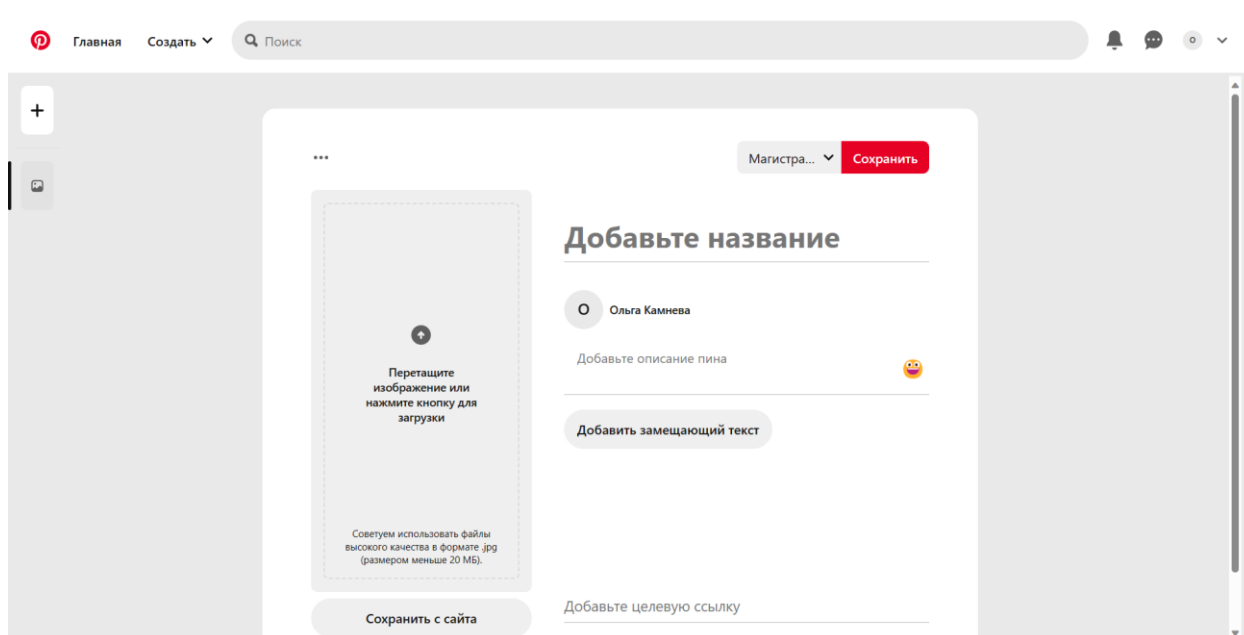 Главная
Создать
Поиск
о
Магистра...
Сохранить
Перетащите
изображение или
нажмите кнопку для
загрузки
Советуем использовать файлы
высокого качества в формате .jpg
(размером меньше 20 МБ).
Сохранить с сайта
Добавьте название
О
Ольга Камнева
Добавьте описание пина
Добавить замещающий текст
Добавьте целевую ссылку